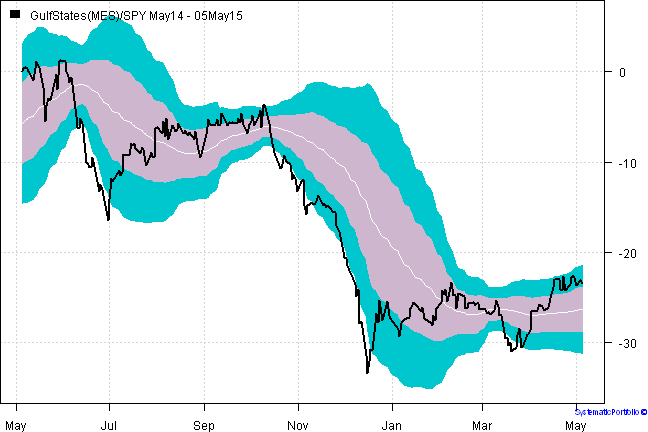 GulfStates(MES)/SPY May14 - 05May15
0
-10
-20
-30
May Jul Sep Nov Jan Mar May
SystematicPortfolio ©